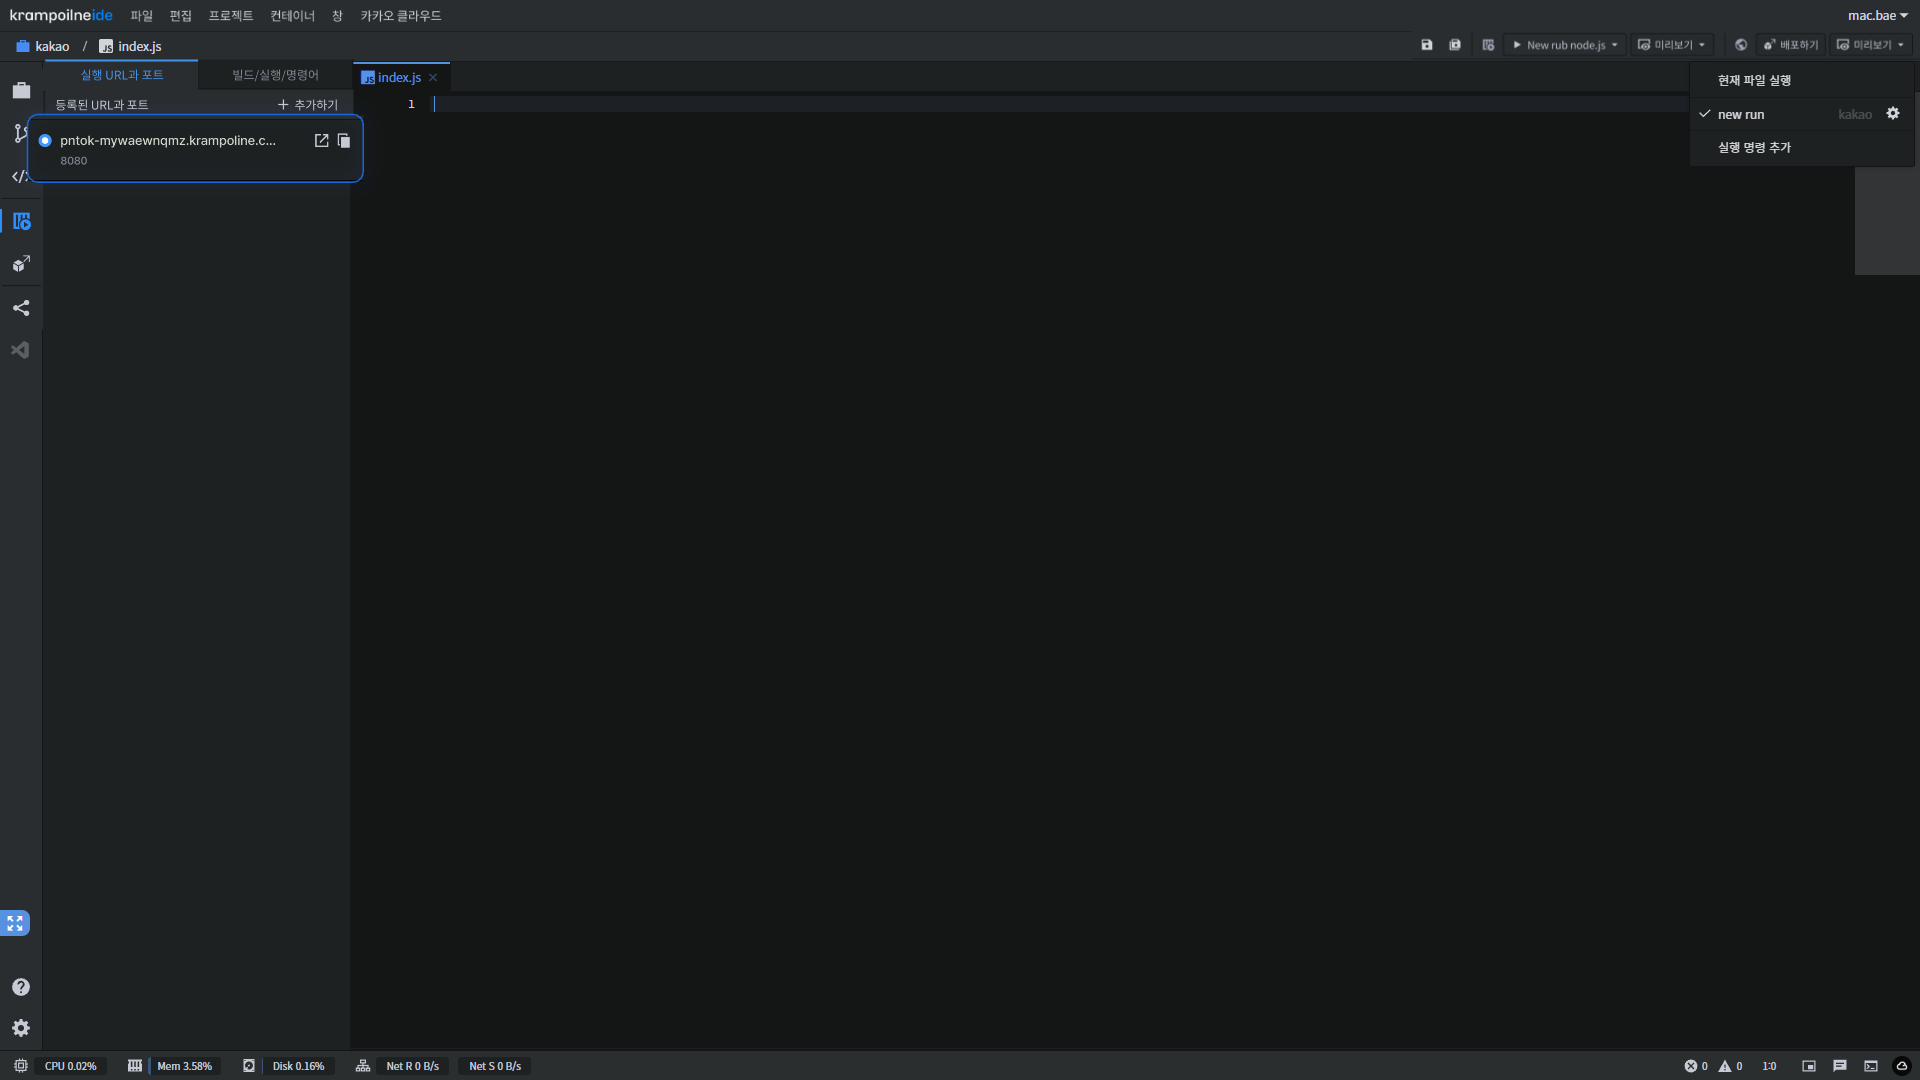 krampoilneide 파일 편집 프로젝트 컨테이너 창 카카오 클라우드 mac.bae
kakao / index.js New rub node.js 미리보기 배포하기 미리보기
실행 URL과 포트 빌드/실행/명령어 index.js
등록된 URL과 포트 추가하기 1
pntok-mywaewnqmz.krampoline.c...
8080
현재 파일 실행
new run kakao
실행 명령 추가
CPU 0.02% Mem 3.58% Disk 0.16% Net R 0 B/s Net S 0 B/s 0 0 1:0